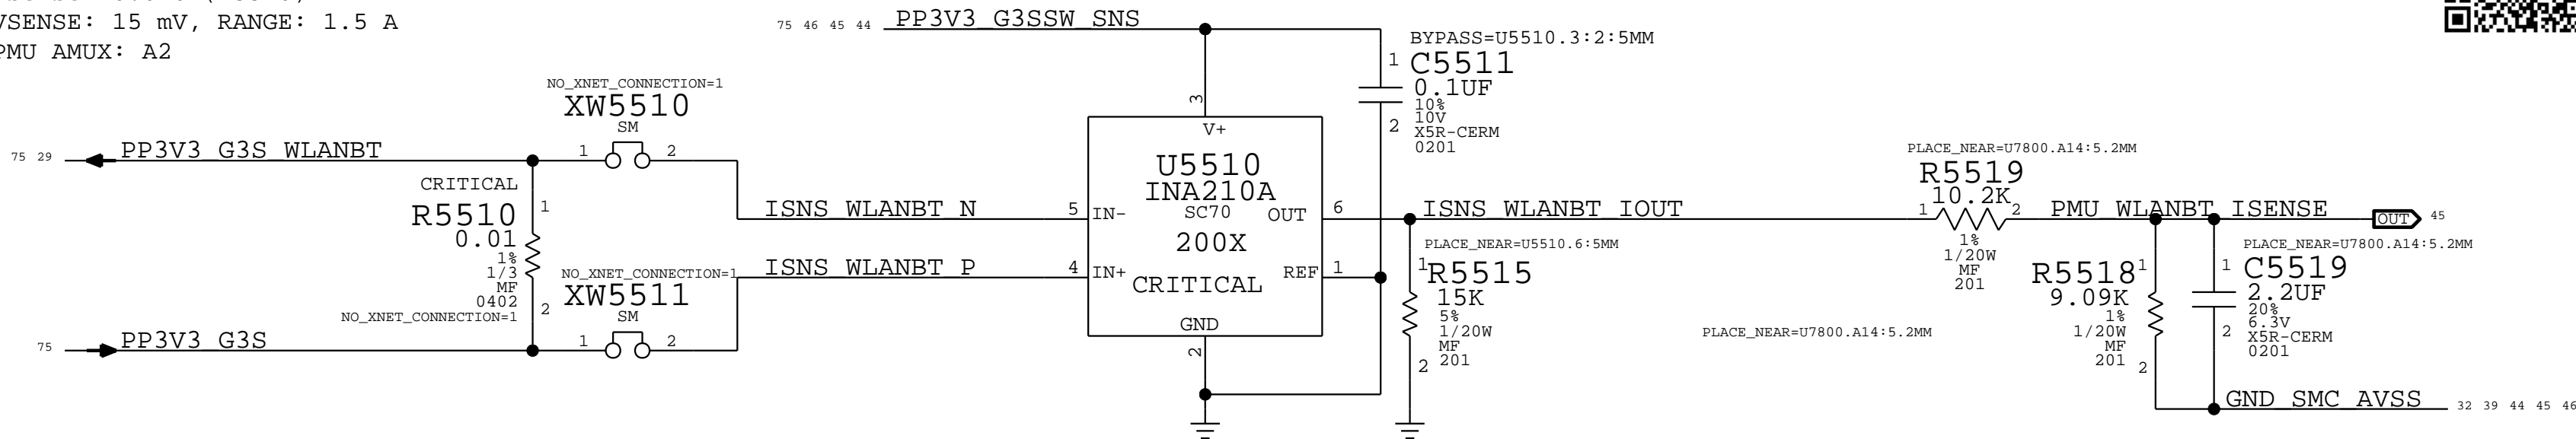 VSENSE: 15 mV, RANGE: 1.5 A
PMU AMUX: A2
75 46 45 44 PP3V3_G3SSW_SNS
BYPASS=U5510.3:2:5MM
1 C5511
0.1UF
10%
10V
2 X5R-CERM
0201
NO_XNET_CONNECTION=1
XW5510
SM
75 29 PP3V3_G3S_WLANBT 1 2
CRITICAL
R5510 1
0.01
1%
1/3
MF
0402
NO_XNET_CONNECTION=1 2
NO_XNET_CONNECTION=1
XW5511
SM
75 PP3V3_G3S 1 2
ISNS_WLANBT_N 5 IN-
ISNS_WLANBT_P 4 IN+
3
V+
U5510
INA210A
SC70
200X
CRITICAL
GND
2
OUT 6
REF 1
ISNS_WLANBT_IOUT
PLACE_NEAR=U5510.6:5MM
1 R5515
15K
5%
1/20W
MF
2 201
PLACE_NEAR=U7800.A14:5.2MM
R5519
10.2K
1 2
1%
1/20W
MF
201
PMU_WLANBT_ISENSE OUT 45
PLACE_NEAR=U7800.A14:5.2MM
R5518 1
9.09K
1%
1/20W
MF
201 2
PLACE_NEAR=U7800.A14:5.2MM
1 C5519
2.2UF
20%
6.3V
2 X5R-CERM
0201
GND_SMC_AVSS 32 39 44 45 46